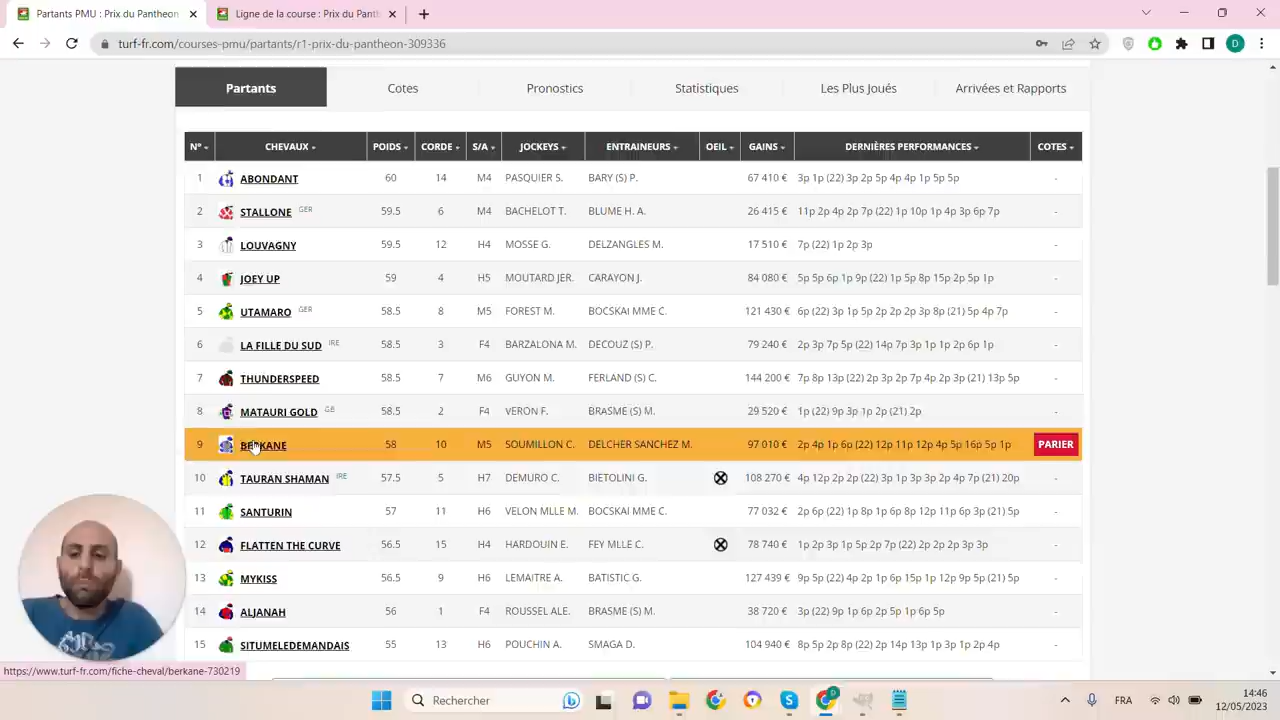 Partants PMU : Prix du Pantheon
Ligne de la course : Prix du Pant
turf-fr.com/courses-pmu/partants/r1-prix-du-pantheon-309336
D
Partants Cotes Pronostics Statistiques Les Plus Joués Arrivées et Rapports
N° CHEVAUX POIDS CORDE S/A JOCKEYS ENTRAINEURS OEIL GAINS DERNIÈRES PERFORMANCES COTES
1 ABONDANT 60 14 M4 PASQUIER S. BARY (S) P. 67 410 € 3p 1p (22) 3p 2p 5p 4p 4p 1p 5p 5p -
2 STALLONE GER 59.5 6 M4 BACHELOT T. BLUME H. A. 26 415 € 11p 2p 4p 2p 7p (22) 1p 10p 1p 4p 3p 6p 7p -
3 LOUVAGNY 59.5 12 H4 MOSSE G. DELZANGLES M. 17 510 € 7p (22) 1p 2p 3p -
4 JOEY UP 59 4 H5 MOUTARD JER. CARAYON J. 84 080 € 5p 5p 6p 1p 9p (22) 1p 5p 8p 15p 2p 5p 1p -
5 UTAMARO GER 58.5 8 M5 FOREST M. BOCSKAI MME C. 121 430 € 6p (22) 3p 1p 5p 2p 2p 2p 3p 8p (21) 5p 4p 7p -
6 LA FILLE DU SUD IRE 58.5 3 F4 BARZALONA M. DECOUZ (S) P. 79 240 € 2p 3p 7p 5p (22) 14p 7p 3p 1p 1p 2p 6p 1p -
7 THUNDERSPEED 58.5 7 M6 GUYON M. FERLAND (S) C. 144 200 € 7p 8p 13p (22) 3p 2p 7p 4p 2p 3p (21) 13p 5p -
8 MATAURI GOLD GB 58.5 2 F4 VERON F. BRASME (S) M. 29 520 € 1p (22) 9p 3p 1p 2p (21) 2p -
9 BERKANE 58 10 M5 SOUMILLON C. DELCHER SANCHEZ M. 97 010 € 2p 4p 1p 6p (22) 12p 11p 12p 4p 5p 16p 5p 1p PARIER
10 TAURAN SHAMAN IRE 57.5 5 H7 DEMURO C. BIETOLINI G. 108 270 € 4p 12p 2p 2p (22) 3p 1p 3p 3p 2p 4p 7p (21) 20p -
11 SANTURIN 57 11 H6 VELON MLLE M. BOCSKAI MME C. 77 032 € 2p 6p (22) 1p 8p 1p 6p 8p 12p 11p 6p 3p (21) 5p -
12 FLATTEN THE CURVE 56.5 15 H4 HARDOUIN E. FEY MLLE C. 78 740 € 1p 2p 3p 1p 5p 2p 7p (22) 2p 2p 2p 3p 3p -
13 MYKISS 56.5 9 H6 LEMAITRE A. BATISTIC G. 127 439 € 9p 5p (22) 4p 2p 1p 6p 15p 1p 12p 9p 5p (21) 5p -
14 ALJANAH 56 1 F4 ROUSSEL ALE. BRASME (S) M. 38 720 € 3p (22) 9p 1p 6p 2p 5p 1p 6p 5p -
15 SITUMELEDEMANDAIS 55 13 H6 POUCHIN A. SMAGA D. 104 940 € 8p 5p 2p 8p (22) 2p 14p 13p 1p 3p 1p 2p 4p -
https://www.turf-fr.com/fiche-cheval/berkane-730219
Rechercher
FRA
14:46
12/05/2023